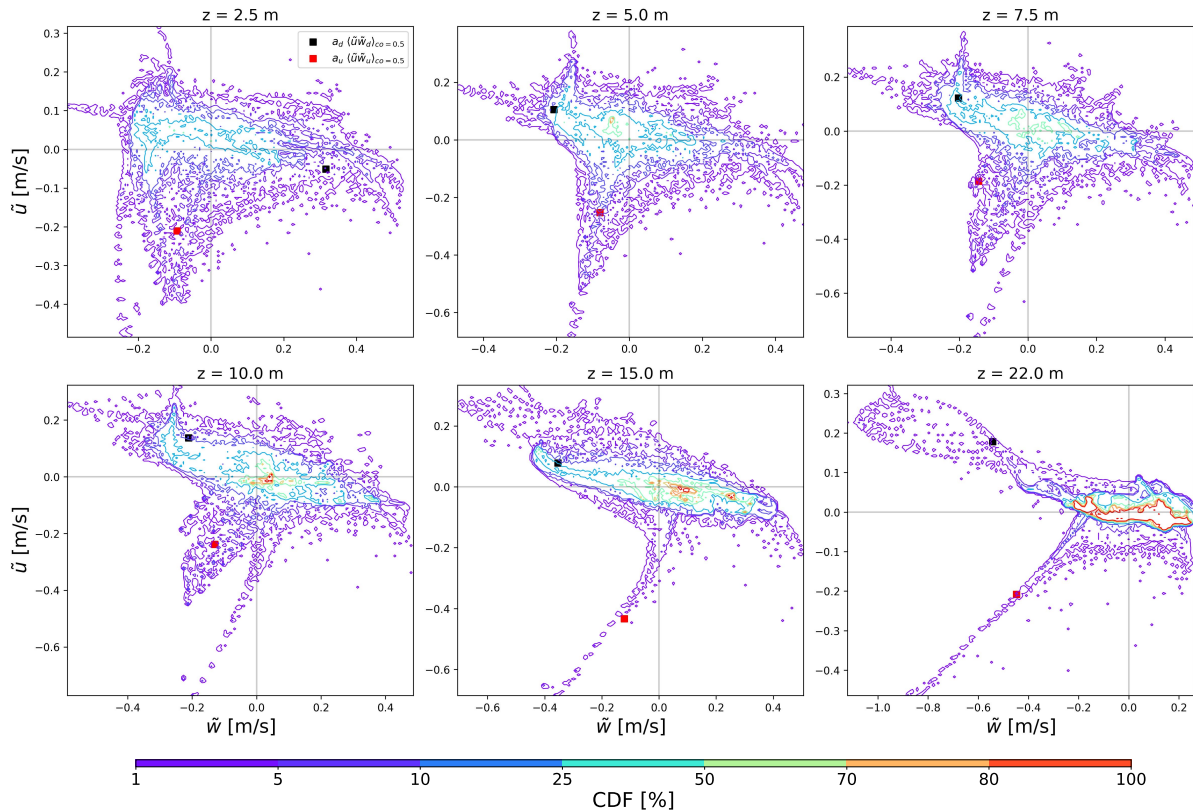 z = 2.5 m
z = 5.0 m
z = 7.5 m
0.3
0.2
0.1
0.0
−0.1
−0.2
−0.3
−0.4
ũ [m/s]
a_d ⟨ũw̃_d⟩_{co=0.5}
a_u ⟨ũw̃_u⟩_{co=0.5}
−0.2 0.0 0.2 0.4
0.2
0.0
−0.2
−0.4
−0.6
−0.4 −0.2 0.0 0.2 0.4
0.2
0.0
−0.2
−0.4
−0.6
−0.4 −0.2 0.0 0.2 0.4
z = 10.0 m
z = 15.0 m
z = 22.0 m
0.2
0.0
−0.2
−0.4
−0.6
ũ [m/s]
−0.4 −0.2 0.0 0.2 0.4
w̃ [m/s]
0.2
0.0
−0.2
−0.4
−0.6
−0.6 −0.4 −0.2 0.0 0.2 0.4
w̃ [m/s]
0.3
0.2
0.1
0.0
−0.1
−0.2
−0.3
−0.4
−1.0 −0.8 −0.6 −0.4 −0.2 0.0 0.2
w̃ [m/s]
1 5 10 25 50 70 80 100
CDF [%]